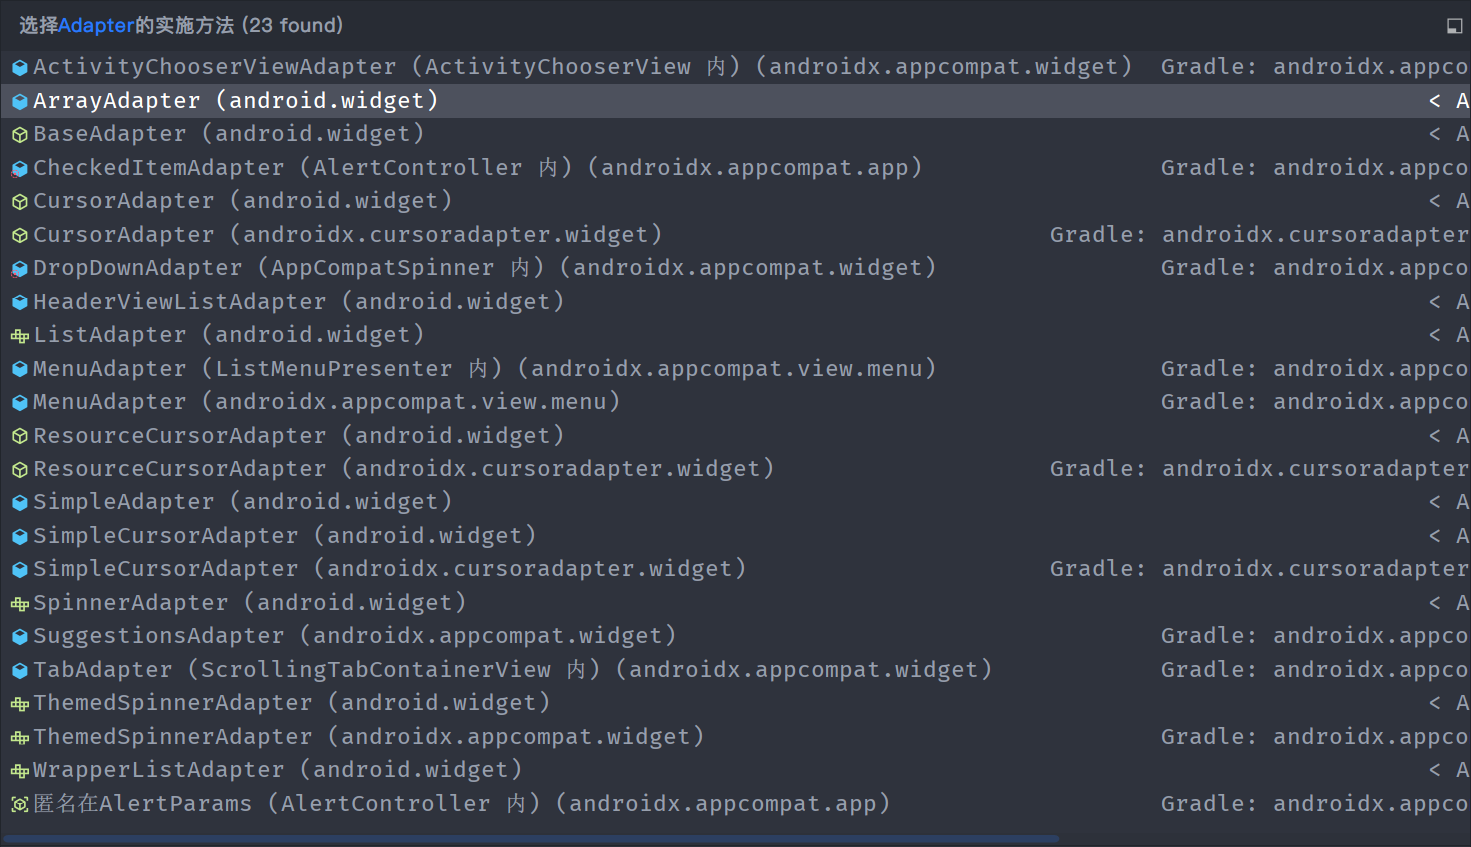 选择Adapter的实施方法 (23 found)
ActivityChooserViewAdapter (ActivityChooserView 内) (androidx.appcompat.widget) Gradle: androidx.appco
ArrayAdapter (android.widget) < A
BaseAdapter (android.widget) < A
CheckedItemAdapter (AlertController 内) (androidx.appcompat.app) Gradle: androidx.appco
CursorAdapter (android.widget) < A
CursorAdapter (androidx.cursoradapter.widget) Gradle: androidx.cursoradapter
DropDownAdapter (AppCompatSpinner 内) (androidx.appcompat.widget) Gradle: androidx.appco
HeaderViewListAdapter (android.widget) < A
ListAdapter (android.widget) < A
MenuAdapter (ListMenuPresenter 内) (androidx.appcompat.view.menu) Gradle: androidx.appco
MenuAdapter (androidx.appcompat.view.menu) Gradle: androidx.appco
ResourceCursorAdapter (android.widget) < A
ResourceCursorAdapter (androidx.cursoradapter.widget) Gradle: androidx.cursoradapter
SimpleAdapter (android.widget) < A
SimpleCursorAdapter (android.widget) < A
SimpleCursorAdapter (androidx.cursoradapter.widget) Gradle: androidx.cursoradapter
SpinnerAdapter (android.widget) < A
SuggestionsAdapter (androidx.appcompat.widget) Gradle: androidx.appco
TabAdapter (ScrollingTabContainerView 内) (androidx.appcompat.widget) Gradle: androidx.appco
ThemedSpinnerAdapter (android.widget) < A
ThemedSpinnerAdapter (androidx.appcompat.widget) Gradle: androidx.appco
WrapperListAdapter (android.widget) < A
匿名在AlertParams (AlertController 内) (androidx.appcompat.app) Gradle: androidx.appco